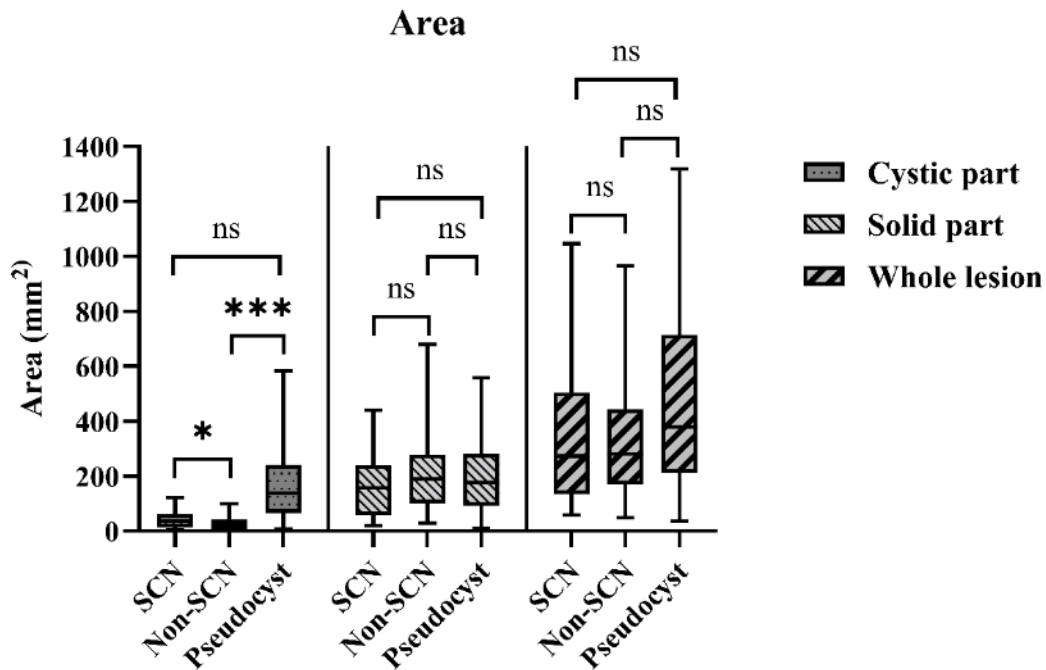 Area
ns
ns
1400
1200
1000
800
600
400
200
0
Area (mm²)
ns
ns
ns
ns
ns
***
*
SCN
Non-SCN
Pseudocyst
SCN
Non-SCN
Pseudocyst
SCN
Non-SCN
Pseudocyst
Cystic part
Solid part
Whole lesion